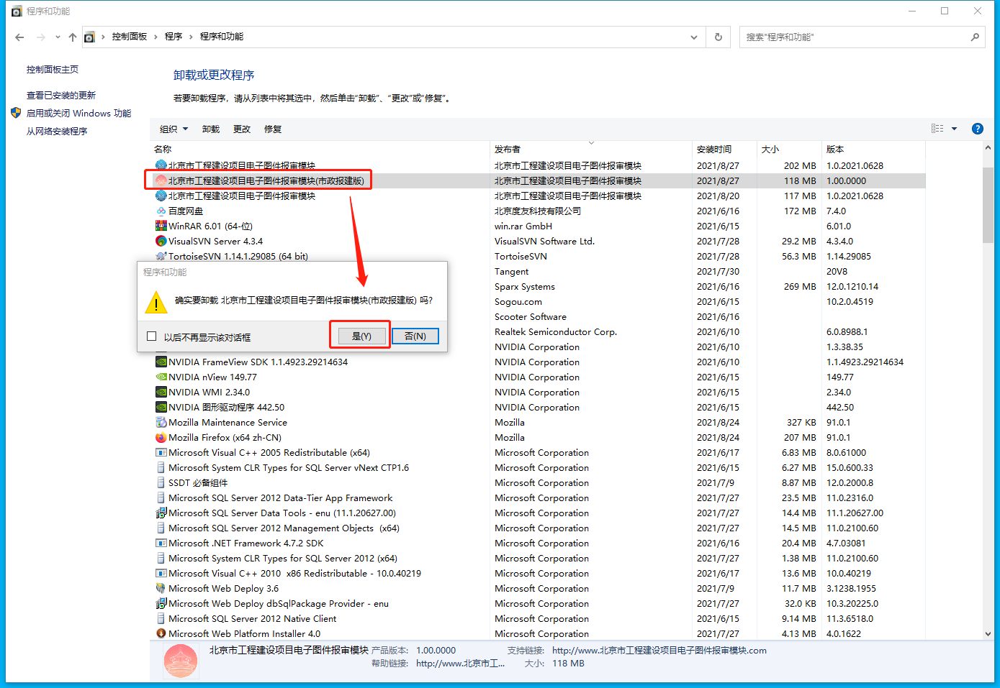 程序和功能
控制面板 › 程序 › 程序和功能
搜索"程序和功能"
控制面板主页
查看已安装的更新
启用或关闭 Windows 功能
从网络安装程序
卸载或更改程序
若要卸载程序，请从列表中将其选中，然后单击“卸载”、“更改”或“修复”。
组织 卸载 更改 修复
名称 发布者 安装时间 大小 版本
北京市工程建设项目电子图件报审模块 北京市工程建设项目电子图件报审模块 2021/8/27 202 MB 1.0.2021.0628
北京市工程建设项目电子图件报审模块(市政报建版) 北京市工程建设项目电子图件报审模块 2021/8/27 118 MB 1.00.0000
北京市工程建设项目电子图件报审模块 北京市工程建设项目电子图件报审模块 2021/8/20 117 MB 1.0.2021.0628
百度网盘 北京度友科技有限公司 2021/6/16 172 MB 7.4.0
WinRAR 6.01 (64-位) win.rar GmbH 2021/6/15 6.01.0
VisualSVN Server 4.3.4 VisualSVN Software Ltd. 2021/7/28 29.2 MB 4.3.4.0
TortoiseSVN 1.14.1.29085 (64 bit) TortoiseSVN 2021/7/28 56.3 MB 1.14.29085
Tangent 2021/7/30 20V8
Sparx Systems 2021/6/16 269 MB 12.0.1210.14
Sogou.com 2021/6/15 10.2.0.4519
Scooter Software 2021/6/16
Realtek Semiconductor Corp. 2021/6/10 6.0.8988.1
NVIDIA Corporation 2021/6/10 1.3.38.35
程序和功能
确实要卸载 北京市工程建设项目电子图件报审模块(市政报建版) 吗?
以后不再显示该对话框 是(Y) 否(N)
NVIDIA FrameView SDK 1.1.4923.29214634 NVIDIA Corporation 2021/6/10 1.1.4923.29214634
NVIDIA nView 149.77 NVIDIA Corporation 2021/6/15 149.77
NVIDIA WMI 2.34.0 NVIDIA Corporation 2021/6/15 2.34.0
NVIDIA 图形驱动程序 442.50 NVIDIA Corporation 2021/6/15 442.50
Mozilla Maintenance Service Mozilla 2021/8/24 327 KB 91.0.1
Mozilla Firefox (x64 zh-CN) Mozilla 2021/8/24 207 MB 91.0.1
Microsoft Visual C++ 2005 Redistributable (x64) Microsoft Corporation 2021/6/17 6.83 MB 8.0.61000
Microsoft System CLR Types for SQL Server vNext CTP1.6 Microsoft Corporation 2021/6/15 6.27 MB 15.0.600.33
SSDT 必备组件 Microsoft Corporation 2021/7/9 8.87 MB 12.0.2000.8
Microsoft SQL Server 2012 Data-Tier App Framework Microsoft Corporation 2021/7/27 23.5 MB 11.0.2316.0
Microsoft SQL Server Data Tools - enu (11.1.20627.00) Microsoft Corporation 2021/7/27 14.4 MB 11.1.20627.00
Microsoft SQL Server 2012 Management Objects (x64) Microsoft Corporation 2021/7/27 14.5 MB 11.0.2100.60
Microsoft .NET Framework 4.7.2 SDK Microsoft Corporation 2021/6/16 20.4 MB 4.7.03081
Microsoft System CLR Types for SQL Server 2012 (x64) Microsoft Corporation 2021/7/27 1.38 MB 11.0.2100.60
Microsoft Visual C++ 2010 x86 Redistributable - 10.0.40219 Microsoft Corporation 2021/6/17 13.6 MB 10.0.40219
Microsoft Web Deploy 3.6 Microsoft Corporation 2021/7/9 11.7 MB 3.1238.1955
Microsoft Web Deploy dbSqlPackage Provider - enu Microsoft Corporation 2021/7/27 32.0 KB 10.3.20225.0
Microsoft SQL Server 2012 Native Client Microsoft Corporation 2021/6/15 9.14 MB 11.3.6518.0
Microsoft Web Platform Installer 4.0 Microsoft Corporation 2021/7/27 4.13 MB 4.0.1622
北京市工程建设项目电子图件报审模块 产品版本: 1.00.0000 支持链接: http://www.北京市工程建设项目电子图件报审模块.com
帮助链接: http://www.北京市工... 大小: 118 MB